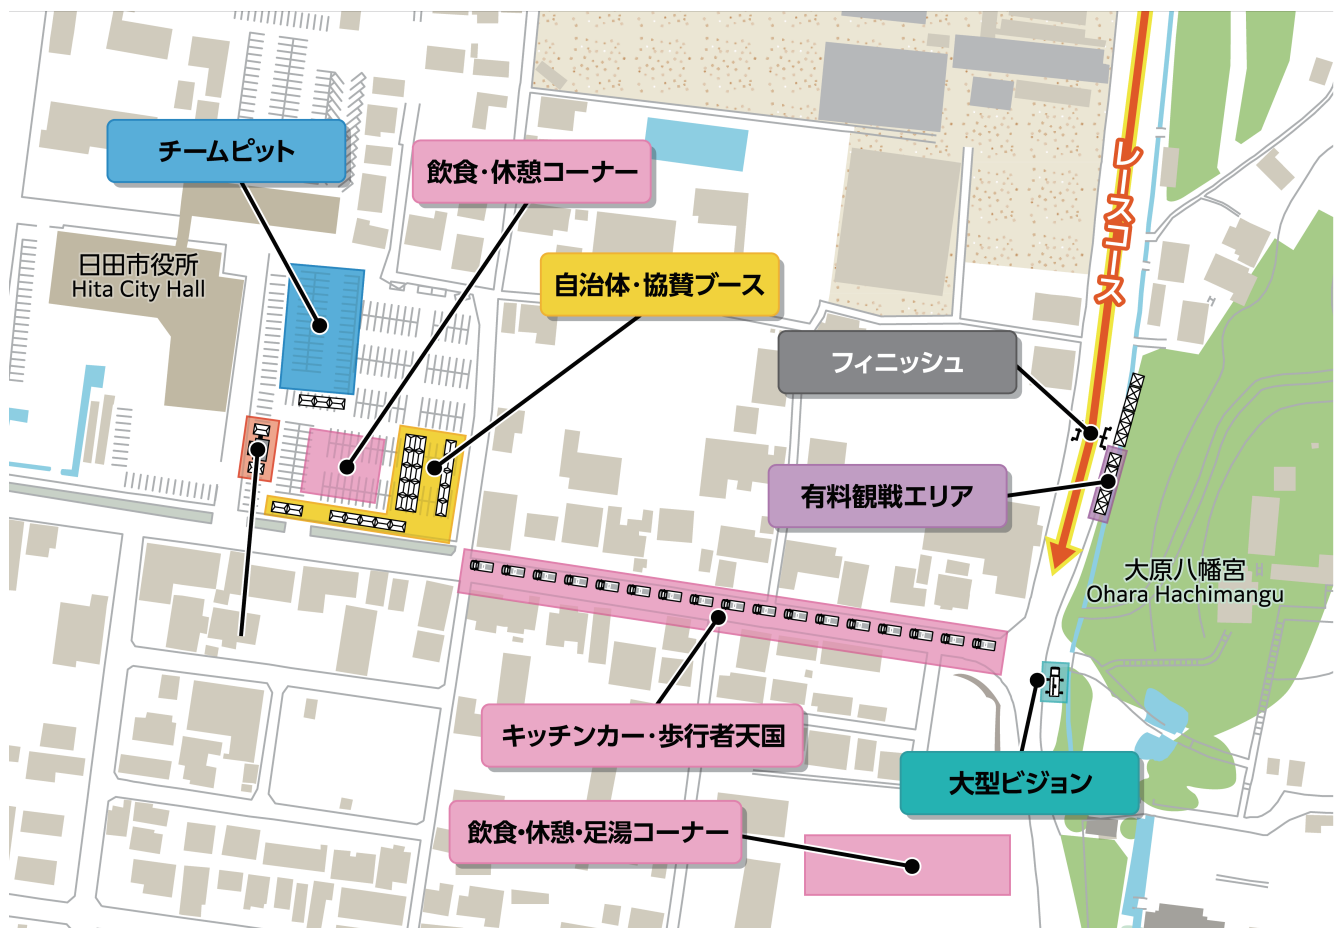 チームピット
飲食・休憩コーナー
レースコース
日田市役所
Hita City Hall
自治体・協賛ブース
フィニッシュ
有料観戦エリア
大原八幡宮
Ohara Hachimangu
キッチンカー・歩行者天国
大型ビジョン
飲食・休憩・足湯コーナー